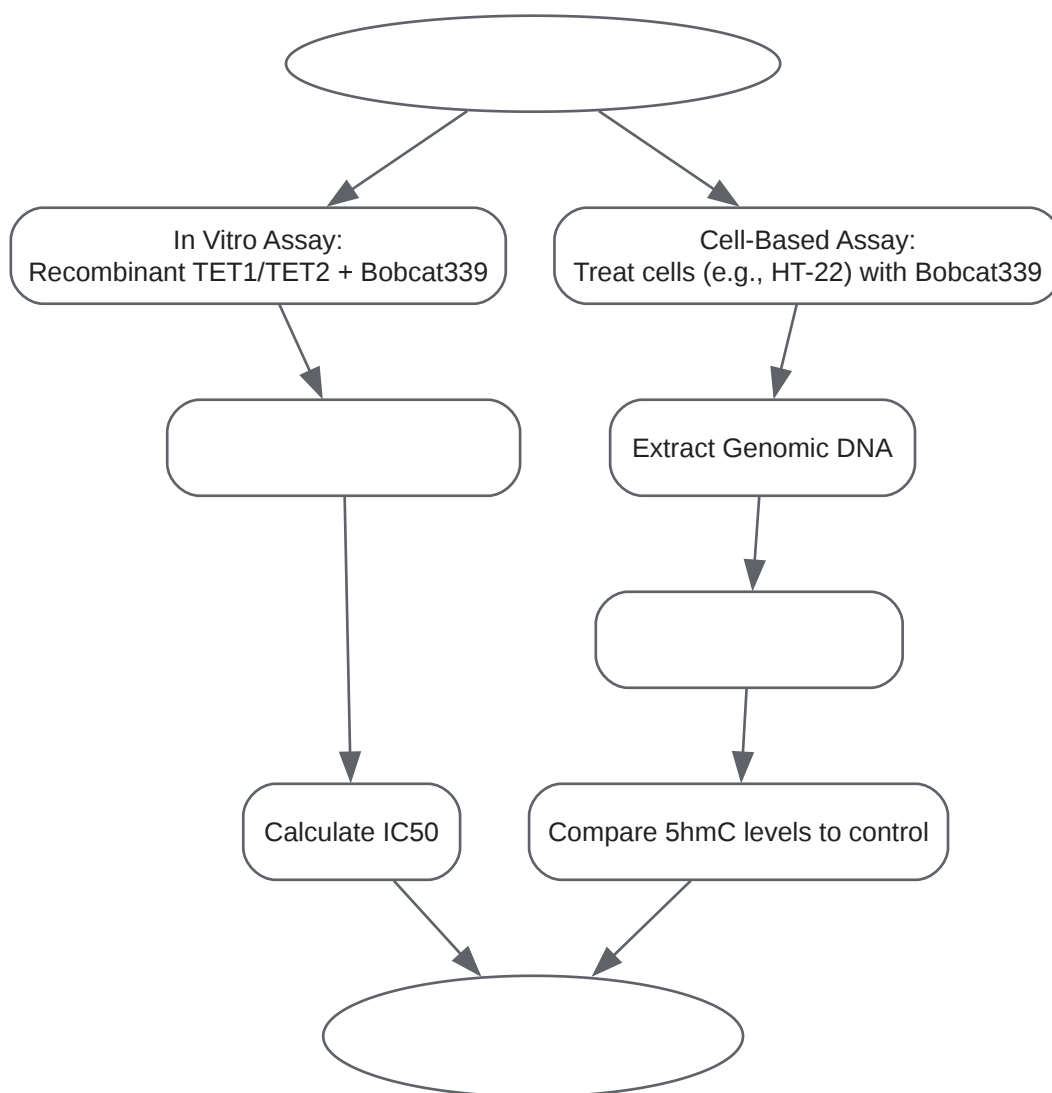 In Vitro Assay:
Recombinant TET1/TET2 + Bobcat339
Cell-Based Assay:
Treat cells (e.g., HT-22) with Bobcat339
Extract Genomic DNA
Calculate IC50
Compare 5hmC levels to control